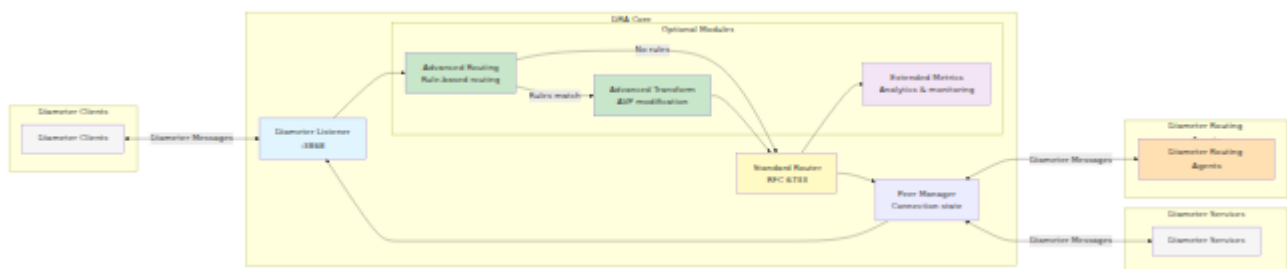 DRA Core
Optional Modules
No rules
Advanced Routing
Rule-based routing
Extended Metrics
Analytics & monitoring
Rules match
Advanced Transform
AVP modification
Diameter Clients
Diameter Clients
Diameter Messages
Diameter Listener
:3868
Diameter Routing
Diameter Routing
Agents
Diameter Messages
Standard Router
RFC 6733
Peer Manager
Connection state
Diameter Services
Diameter Services
Diameter Messages